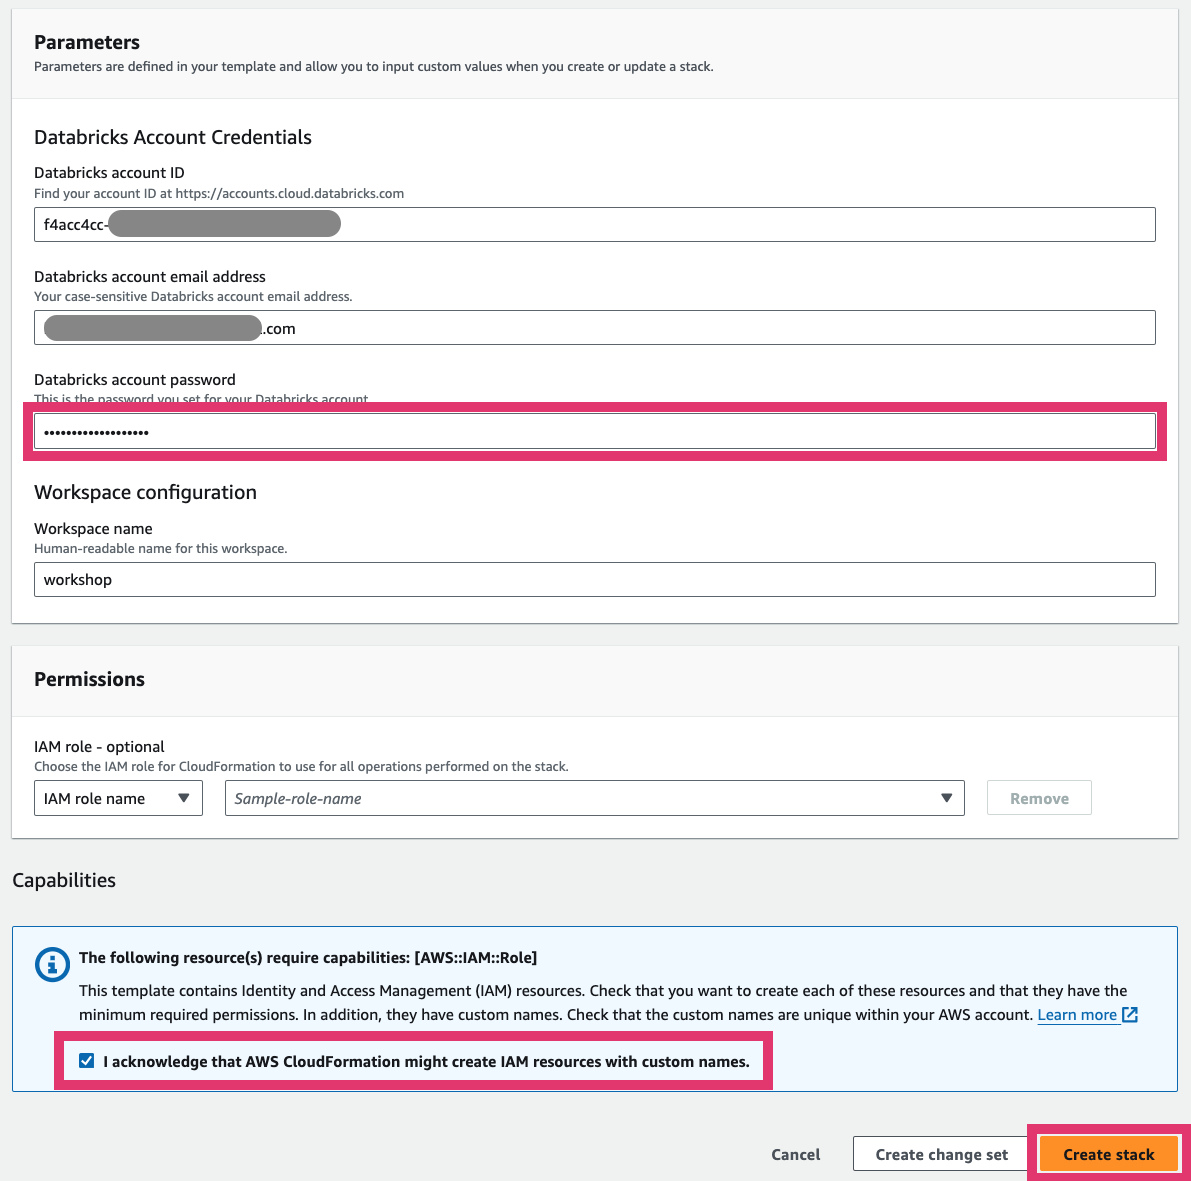 Parameters
Parameters are defined in your template and allow you to input custom values when you create or update a stack.
Databricks Account Credentials
Databricks account ID
Find your account ID at https://accounts.cloud.databricks.com
f4acc4cc-
Databricks account email address
Your case-sensitive Databricks account email address.
.com
Databricks account password
This is the password you set for your Databricks account
•••••••••••••••••••
Workspace configuration
Workspace name
Human-readable name for this workspace.
workshop
Permissions
IAM role - optional
Choose the IAM role for CloudFormation to use for all operations performed on the stack.
IAM role name Sample-role-name Remove
Capabilities
The following resource(s) require capabilities: [AWS::IAM::Role]
This template contains Identity and Access Management (IAM) resources. Check that you want to create each of these resources and that they have the
minimum required permissions. In addition, they have custom names. Check that the custom names are unique within your AWS account. Learn more
I acknowledge that AWS CloudFormation might create IAM resources with custom names.
Cancel Create change set Create stack